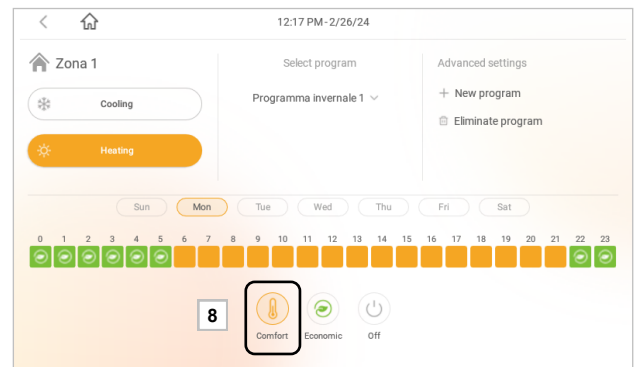 12:17 PM - 2/26/24
Zona 1
Select program
Advanced settings
Cooling
Programma invernale 1
New program
Eliminate program
Heating
Sun Mon Tue Wed Thu Fri Sat
0 1 2 3 4 5 6 7 8 9 10 11 12 13 14 15 16 17 18 19 20 21 22 23
8
Comfort Economic Off